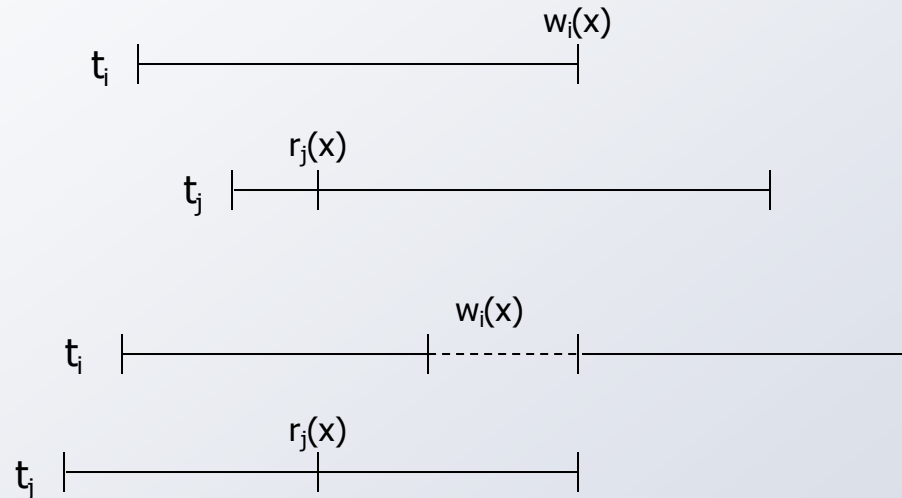 wᵢ(x)
tᵢ
rⱼ(x)
tⱼ
wᵢ(x)
tᵢ
rⱼ(x)
tⱼ